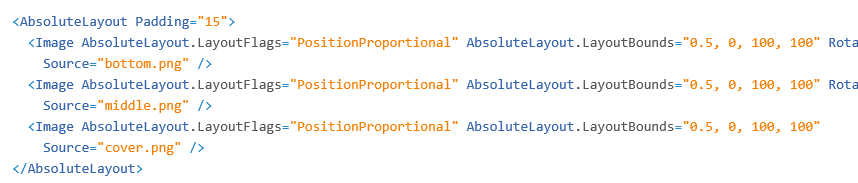 <AbsoluteLayout Padding="15">
<Image AbsoluteLayout.LayoutFlags="PositionProportional" AbsoluteLayout.LayoutBounds="0.5, 0, 100, 100" Rota
Source="bottom.png" />
<Image AbsoluteLayout.LayoutFlags="PositionProportional" AbsoluteLayout.LayoutBounds="0.5, 0, 100, 100" Rota
Source="middle.png" />
<Image AbsoluteLayout.LayoutFlags="PositionProportional" AbsoluteLayout.LayoutBounds="0.5, 0, 100, 100"
Source="cover.png" />
</AbsoluteLayout>